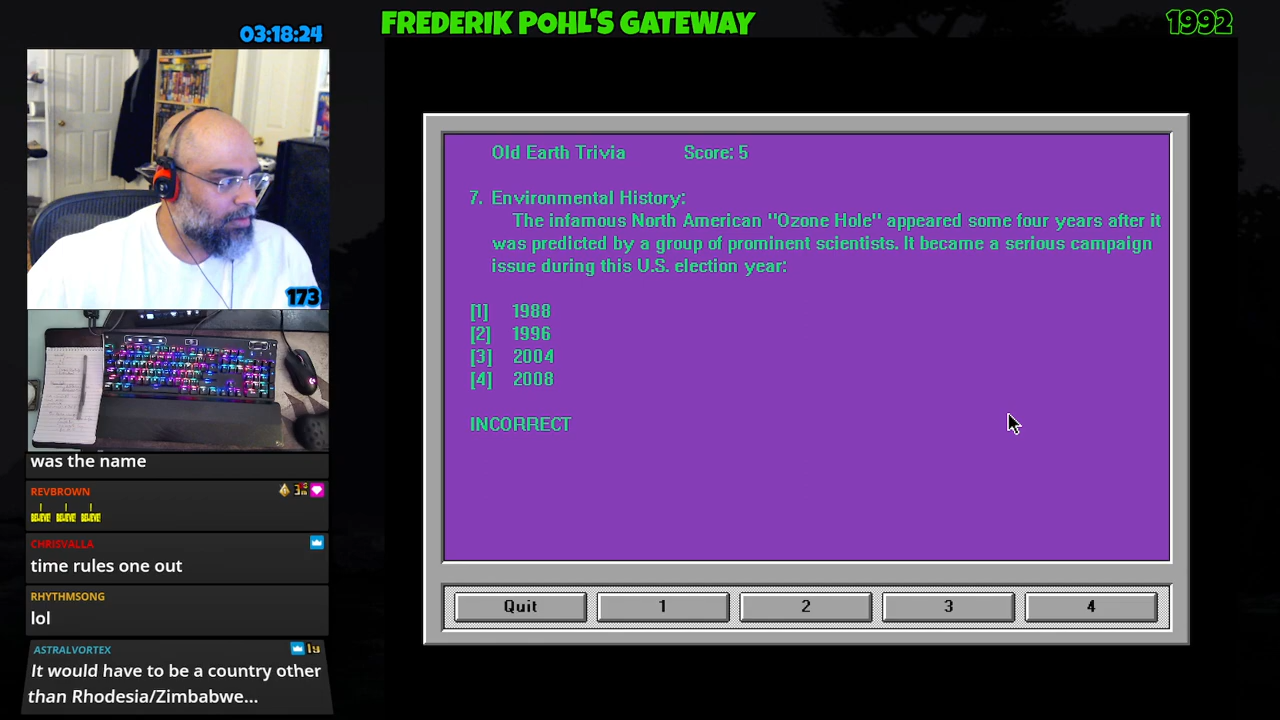 03:18:24
FREDERIK POHL'S GATEWAY
1992
173
was the name
REVBROWN
BELIEVE! BELIEVE! BELIEVE!
CHRISVALLA
time rules one out
RHYTHMSONG
lol
ASTRALVORTEX
It would have to be a country other
than Rhodesia/Zimbabwe...
Old Earth Trivia Score: 5
7. Environmental History:
The infamous North American "Ozone Hole" appeared some four years after it
was predicted by a group of prominent scientists. It became a serious campaign
issue during this U.S. election year:
[1] 1988
[2] 1996
[3] 2004
[4] 2008
INCORRECT
Quit 1 2 3 4